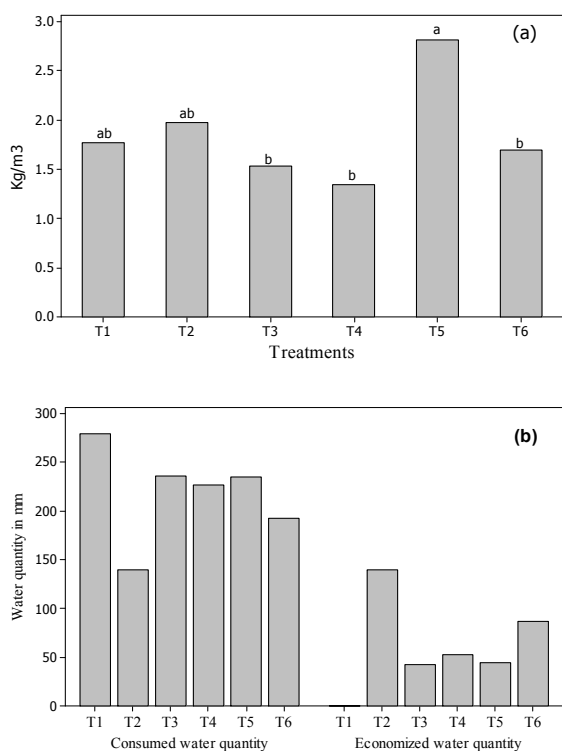 (a)
3.0
2.5
2.0
1.5
1.0
0.5
0.0
Kg/m3
ab
ab
b
b
a
b
T1 T2 T3 T4 T5 T6
Treatments
(b)
300
250
200
150
100
50
0
Water quantity in mm
T1 T2 T3 T4 T5 T6 T1 T2 T3 T4 T5 T6
Consumed water quantity Economized water quantity